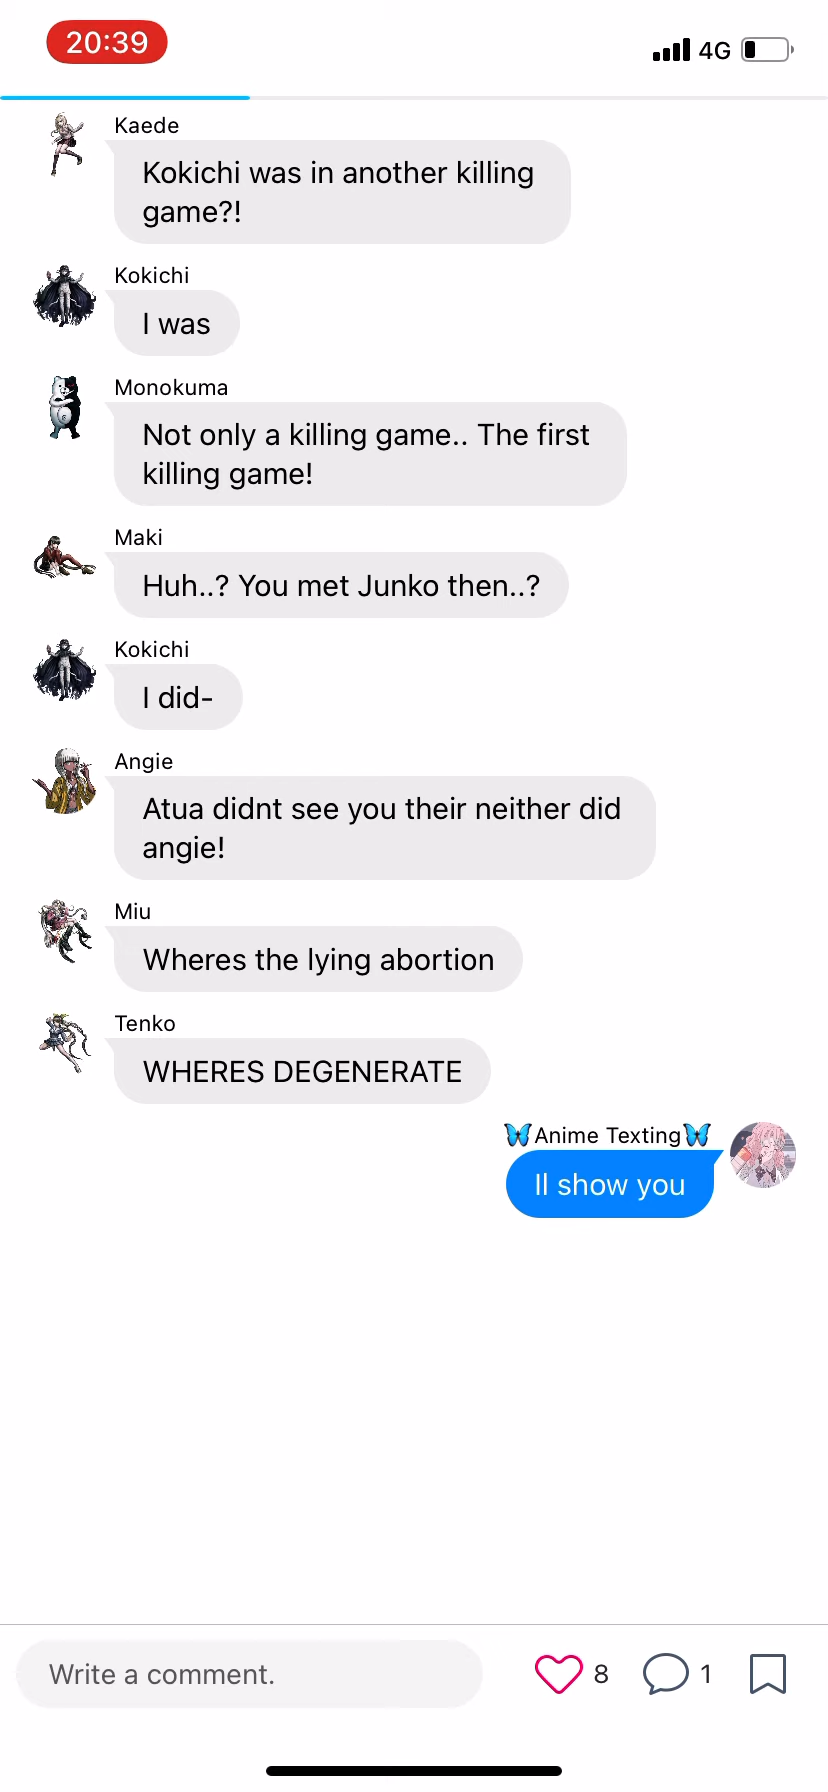 20:39
4G
Kaede
Kokichi was in another killing
game?!
Kokichi
I was
Monokuma
Not only a killing game.. The first
killing game!
Maki
Huh..? You met Junko then..?
Kokichi
I did-
Angie
Atua didnt see you their neither did
angie!
Miu
Wheres the lying abortion
Tenko
WHERES DEGENERATE
🦋Anime Texting🦋
Il show you
Write a comment.
8
1